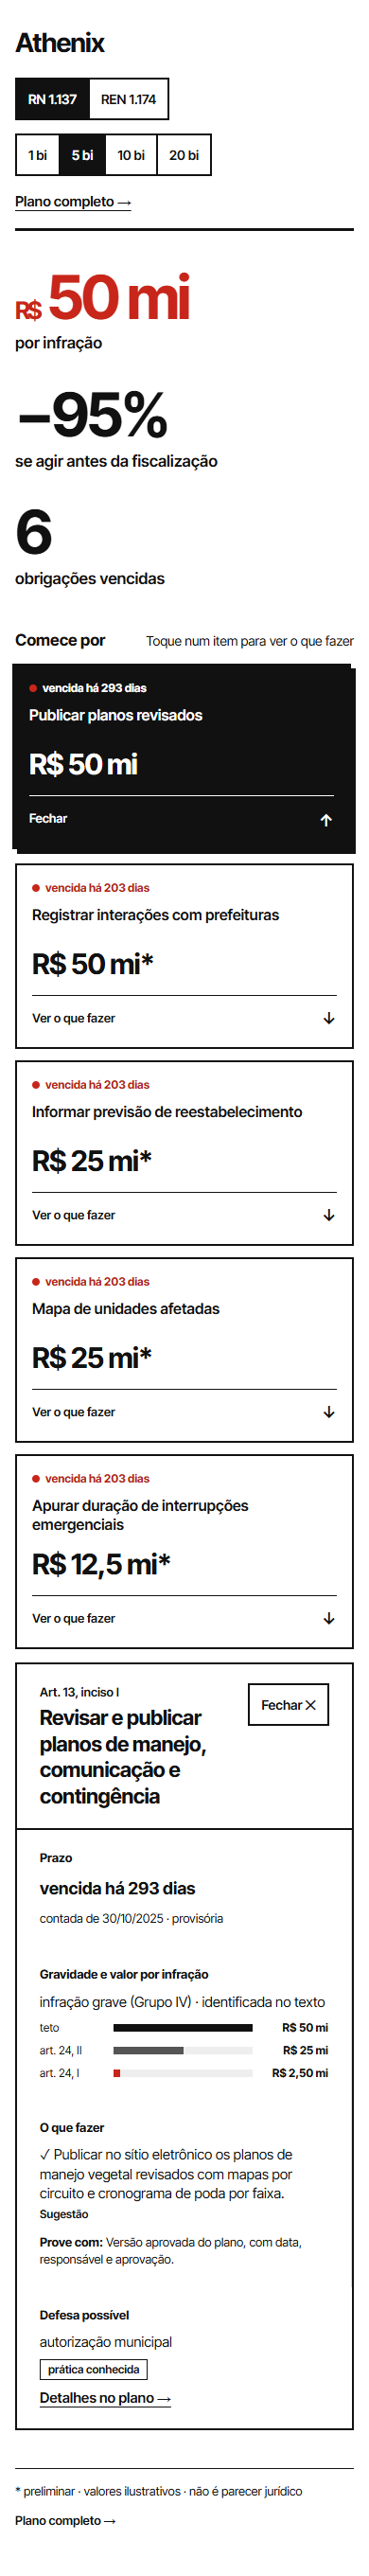 Athenix
RN 1.137 REN 1.174
1 bi 5 bi 10 bi 20 bi
Plano completo →
R$ 50 mi
por infração
−95%
se agir antes da fiscalização
6
obrigações vencidas
Comece por Toque num item para ver o que fazer
vencida há 293 dias
Publicar planos revisados
R$ 50 mi
Fechar ↑
vencida há 203 dias
Registrar interações com prefeituras
R$ 50 mi*
Ver o que fazer ↓
vencida há 203 dias
Informar previsão de reestabelecimento
R$ 25 mi*
Ver o que fazer ↓
vencida há 203 dias
Mapa de unidades afetadas
R$ 25 mi*
Ver o que fazer ↓
vencida há 203 dias
Apurar duração de interrupções
emergenciais
R$ 12,5 mi*
Ver o que fazer ↓
Art. 13, inciso I
Fechar ×
Revisar e publicar
planos de manejo,
comunicação e
contingência
Prazo
vencida há 293 dias
contada de 30/10/2025 · provisória
Gravidade e valor por infração
infração grave (Grupo IV) · identificada no texto
teto R$ 50 mi
art. 24, II R$ 25 mi
art. 24, I R$ 2,50 mi
O que fazer
✓ Publicar no sítio eletrônico os planos de
manejo vegetal revisados com mapas por
circuito e cronograma de poda por faixa.
Sugestão
Prove com: Versão aprovada do plano, com data,
responsável e aprovação.
Defesa possível
autorização municipal
prática conhecida
Detalhes no plano →
* preliminar · valores ilustrativos · não é parecer jurídico
Plano completo →